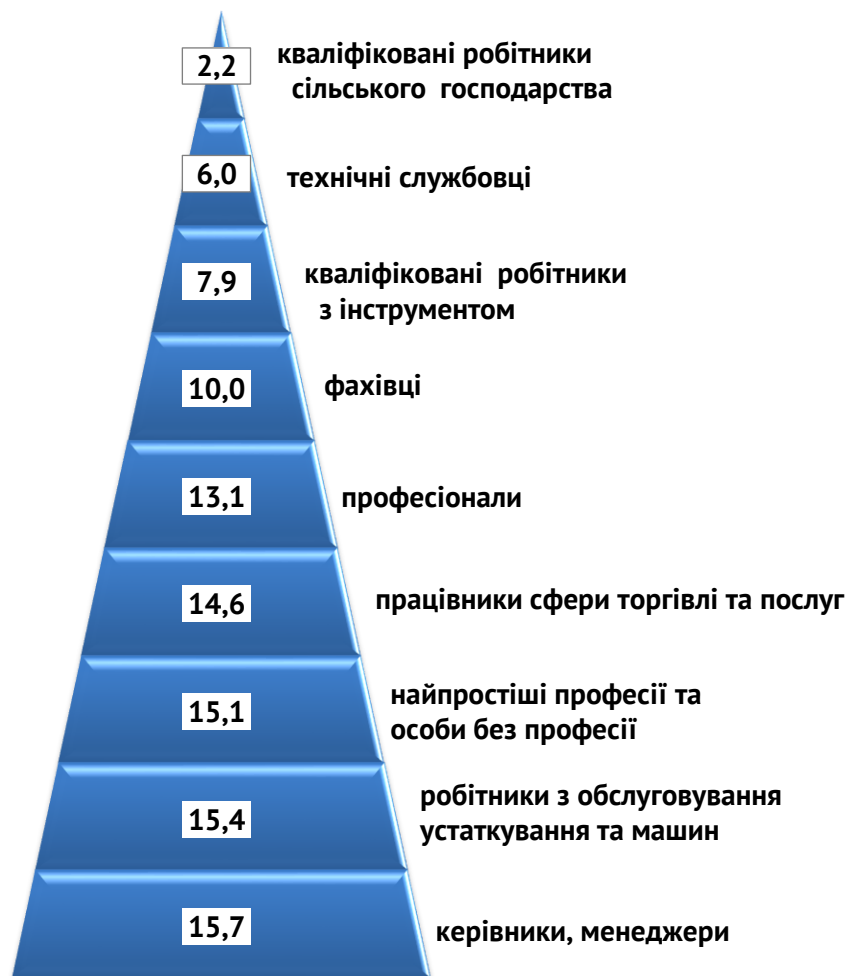 2,2
кваліфіковані робітники
сільського господарства
6,0
технічні службовці
7,9
кваліфіковані робітники
з інструментом
10,0
фахівці
13,1
професіонали
14,6
працівники сфери торгівлі та послуг
15,1
найпростіші професії та
особи без професії
15,4
робітники з обслуговування
устаткування та машин
15,7
керівники, менеджери